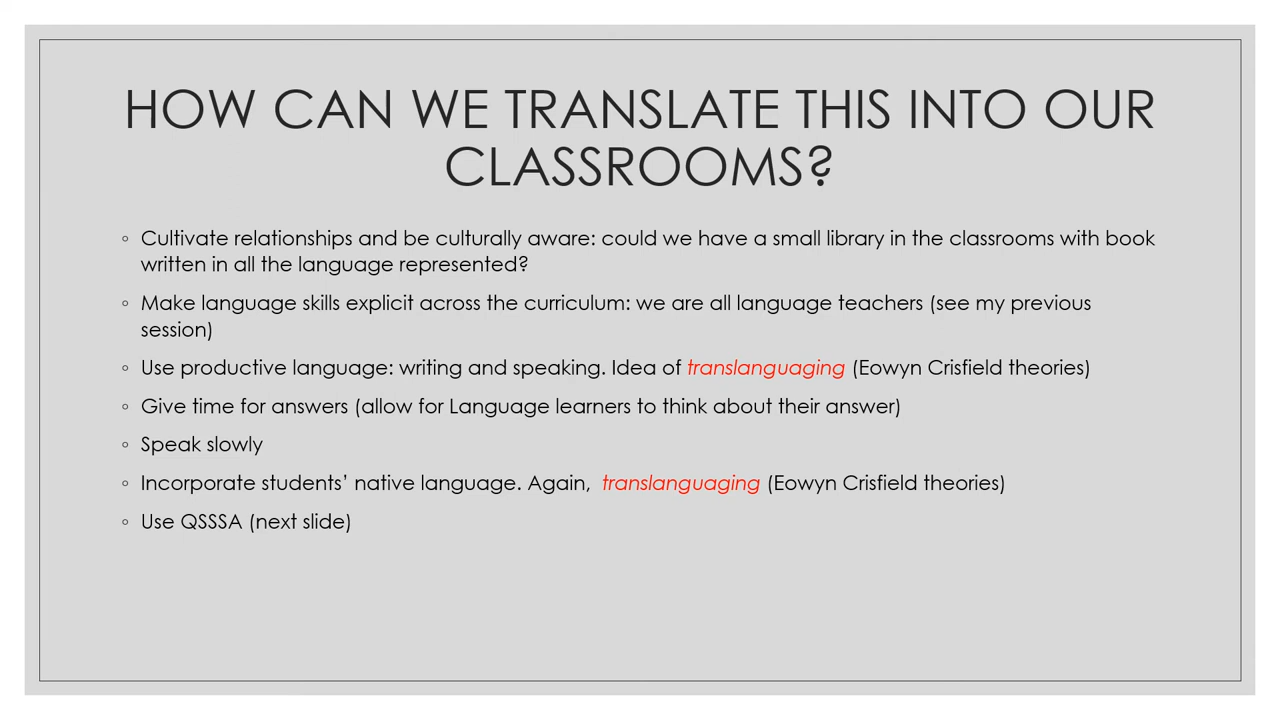 HOW CAN WE TRANSLATE THIS INTO OUR
CLASSROOMS?
◦ Cultivate relationships and be culturally aware: could we have a small library in the classrooms with book
written in all the language represented?
◦ Make language skills explicit across the curriculum: we are all language teachers (see my previous
session)
◦ Use productive language: writing and speaking. Idea of translanguaging (Eowyn Crisfield theories)
◦ Give time for answers (allow for Language learners to think about their answer)
◦ Speak slowly
◦ Incorporate students’ native language. Again, translanguaging (Eowyn Crisfield theories)
◦ Use QSSSA (next slide)